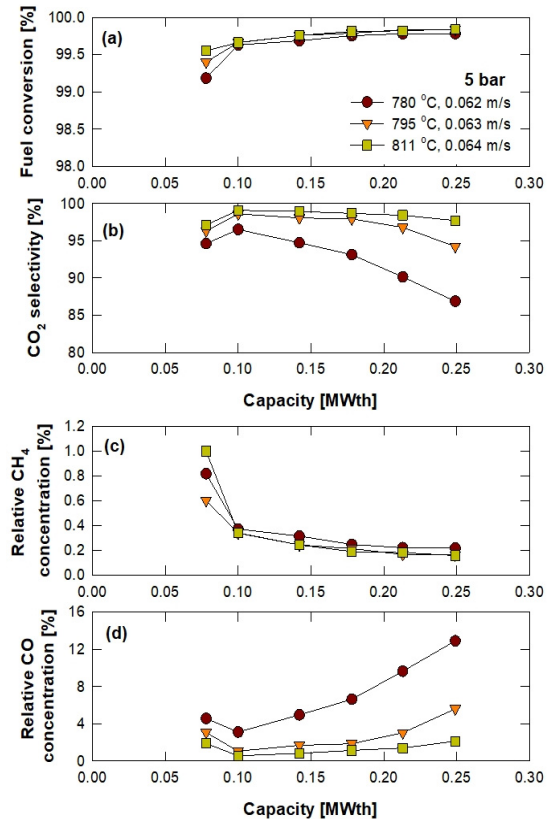 Fuel conversion [%]
100.0
99.5
99.0
98.5
98.0
(a)
5 bar
780 °C, 0.062 m/s
795 °C, 0.063 m/s
811 °C, 0.064 m/s
0.00 0.05 0.10 0.15 0.20 0.25 0.30
CO₂ selectivity [%]
100
95
90
85
80
(b)
0.00 0.05 0.10 0.15 0.20 0.25 0.30
Capacity [MWth]
Relative CH₄
concentration [%]
1.2
1.0
0.8
0.6
0.4
0.2
0.0
(c)
0.00 0.05 0.10 0.15 0.20 0.25 0.30
Relative CO
concentration [%]
16
12
8
4
0
(d)
0.00 0.05 0.10 0.15 0.20 0.25 0.30
Capacity [MWth]